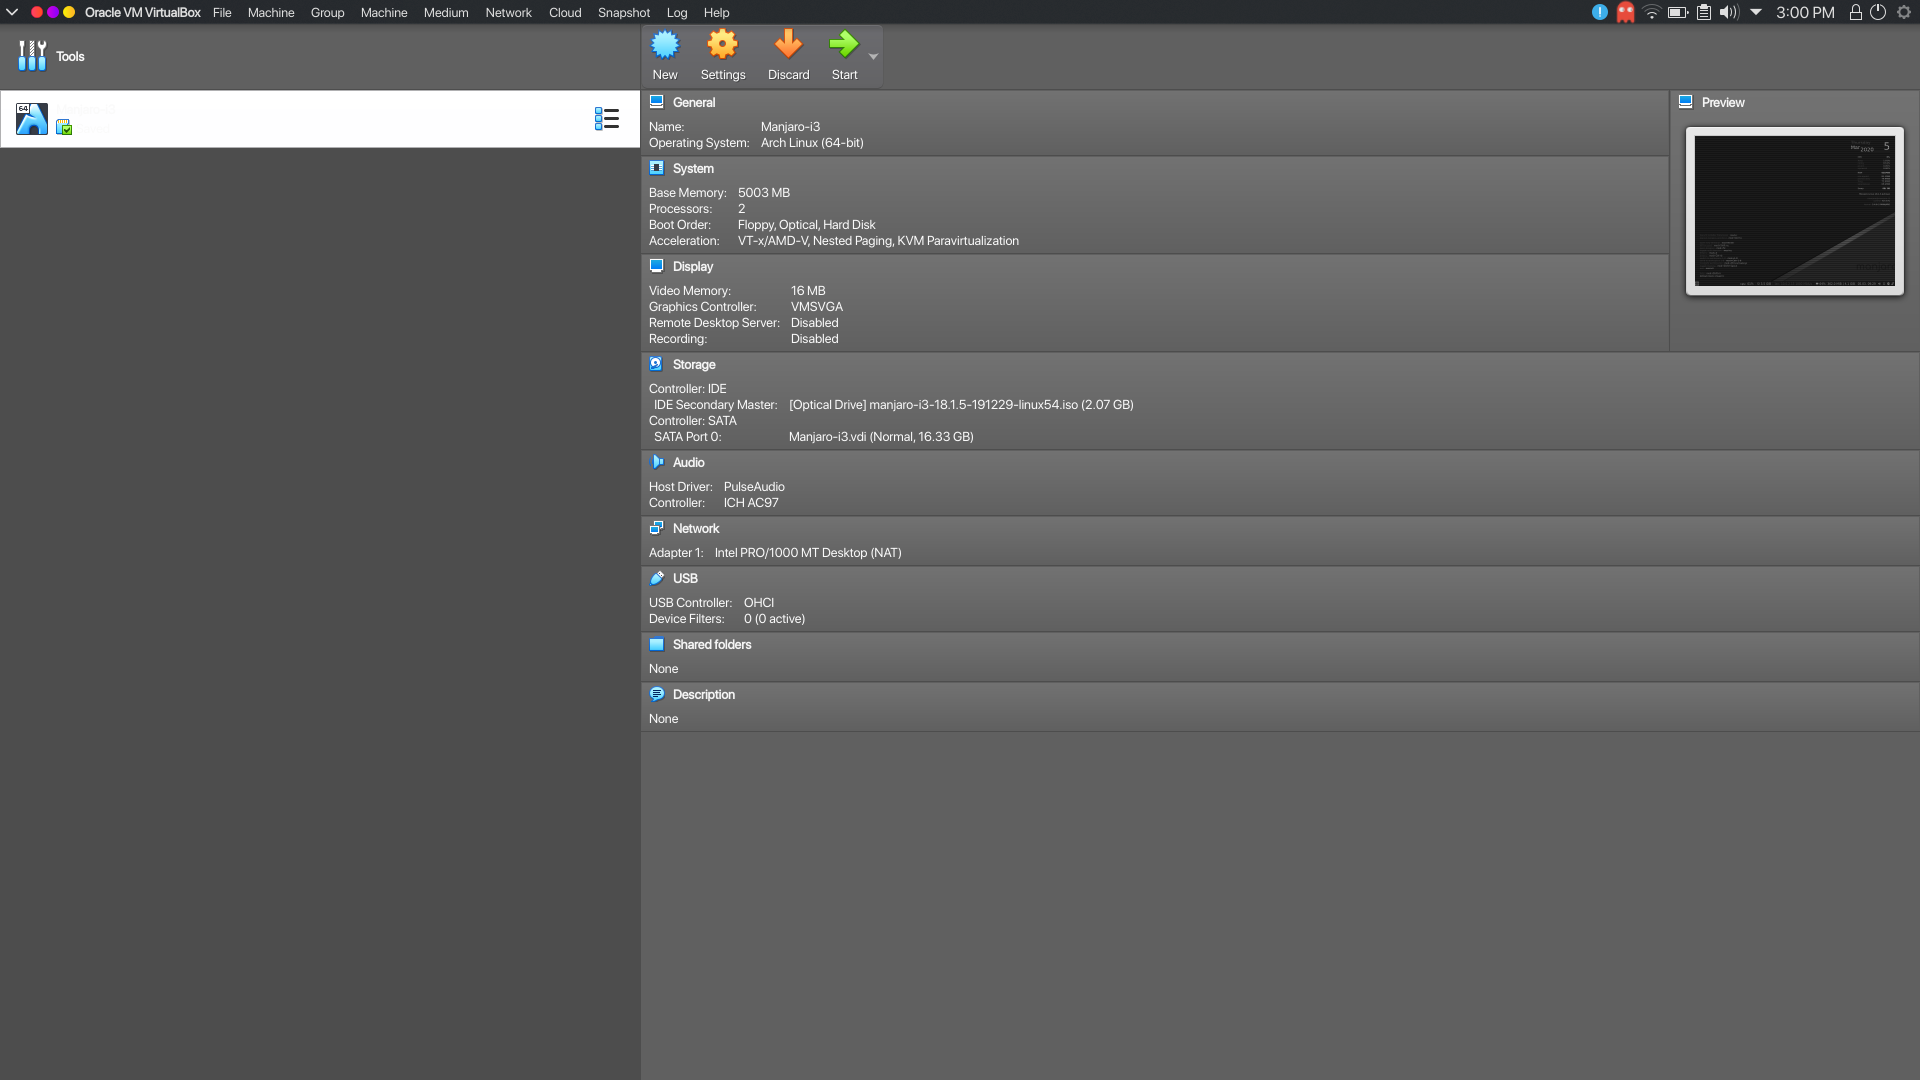 Oracle VM VirtualBox File Machine Group Machine Medium Network Cloud Snapshot Log Help 3:00 PM
Tools
New Settings Discard Start
64
General
Name: Manjaro-i3
Operating System: Arch Linux (64-bit)
System
Base Memory: 5003 MB
Processors: 2
Boot Order: Floppy, Optical, Hard Disk
Acceleration: VT-x/AMD-V, Nested Paging, KVM Paravirtualization
Display
Video Memory: 16 MB
Graphics Controller: VMSVGA
Remote Desktop Server: Disabled
Recording: Disabled
Preview
Mar 2020 5
Storage
Controller: IDE
IDE Secondary Master: [Optical Drive] manjaro-i3-18.1.5-191229-linux54.iso (2.07 GB)
Controller: SATA
SATA Port 0: Manjaro-i3.vdi (Normal, 16.33 GB)
Audio
Host Driver: PulseAudio
Controller: ICH AC97
Network
Adapter 1: Intel PRO/1000 MT Desktop (NAT)
USB
USB Controller: OHCI
Device Filters: 0 (0 active)
Shared folders
None
Description
None